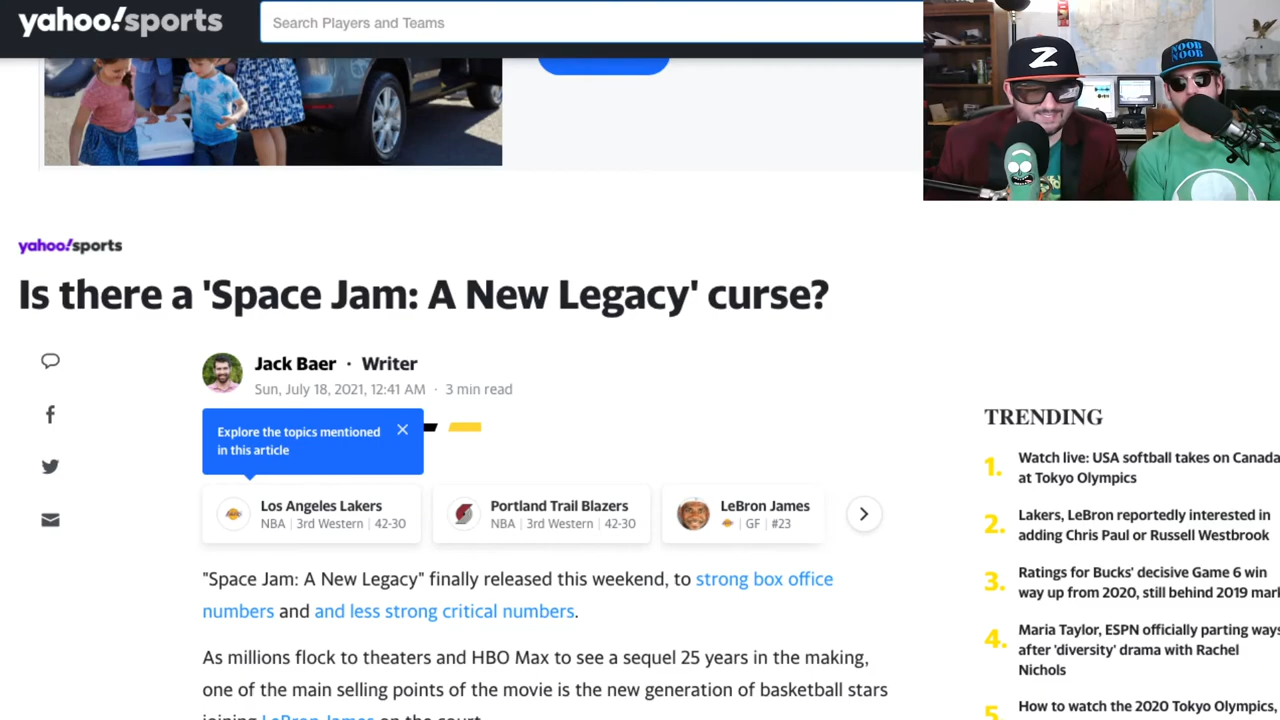 yahoo!sports
Search Players and Teams
Z
NOOB
NOOB
yahoo!sports
Is there a 'Space Jam: A New Legacy' curse?
Jack Baer · Writer
Sun, July 18, 2021, 12:41 AM · 3 min read
Explore the topics mentioned
in this article
Los Angeles Lakers
NBA | 3rd Western | 42-30
Portland Trail Blazers
NBA | 3rd Western | 42-30
LeBron James
GF | #23
"Space Jam: A New Legacy" finally released this weekend, to strong box office
numbers and and less strong critical numbers.
As millions flock to theaters and HBO Max to see a sequel 25 years in the making,
one of the main selling points of the movie is the new generation of basketball stars
joining LeBron James on the court.
TRENDING
1. Watch live: USA softball takes on Canada
at Tokyo Olympics
2. Lakers, LeBron reportedly interested in
adding Chris Paul or Russell Westbrook
3. Ratings for Bucks' decisive Game 6 win
way up from 2020, still behind 2019 mark
4. Maria Taylor, ESPN officially parting ways
after 'diversity' drama with Rachel
Nichols
5. How to watch the 2020 Tokyo Olympics,